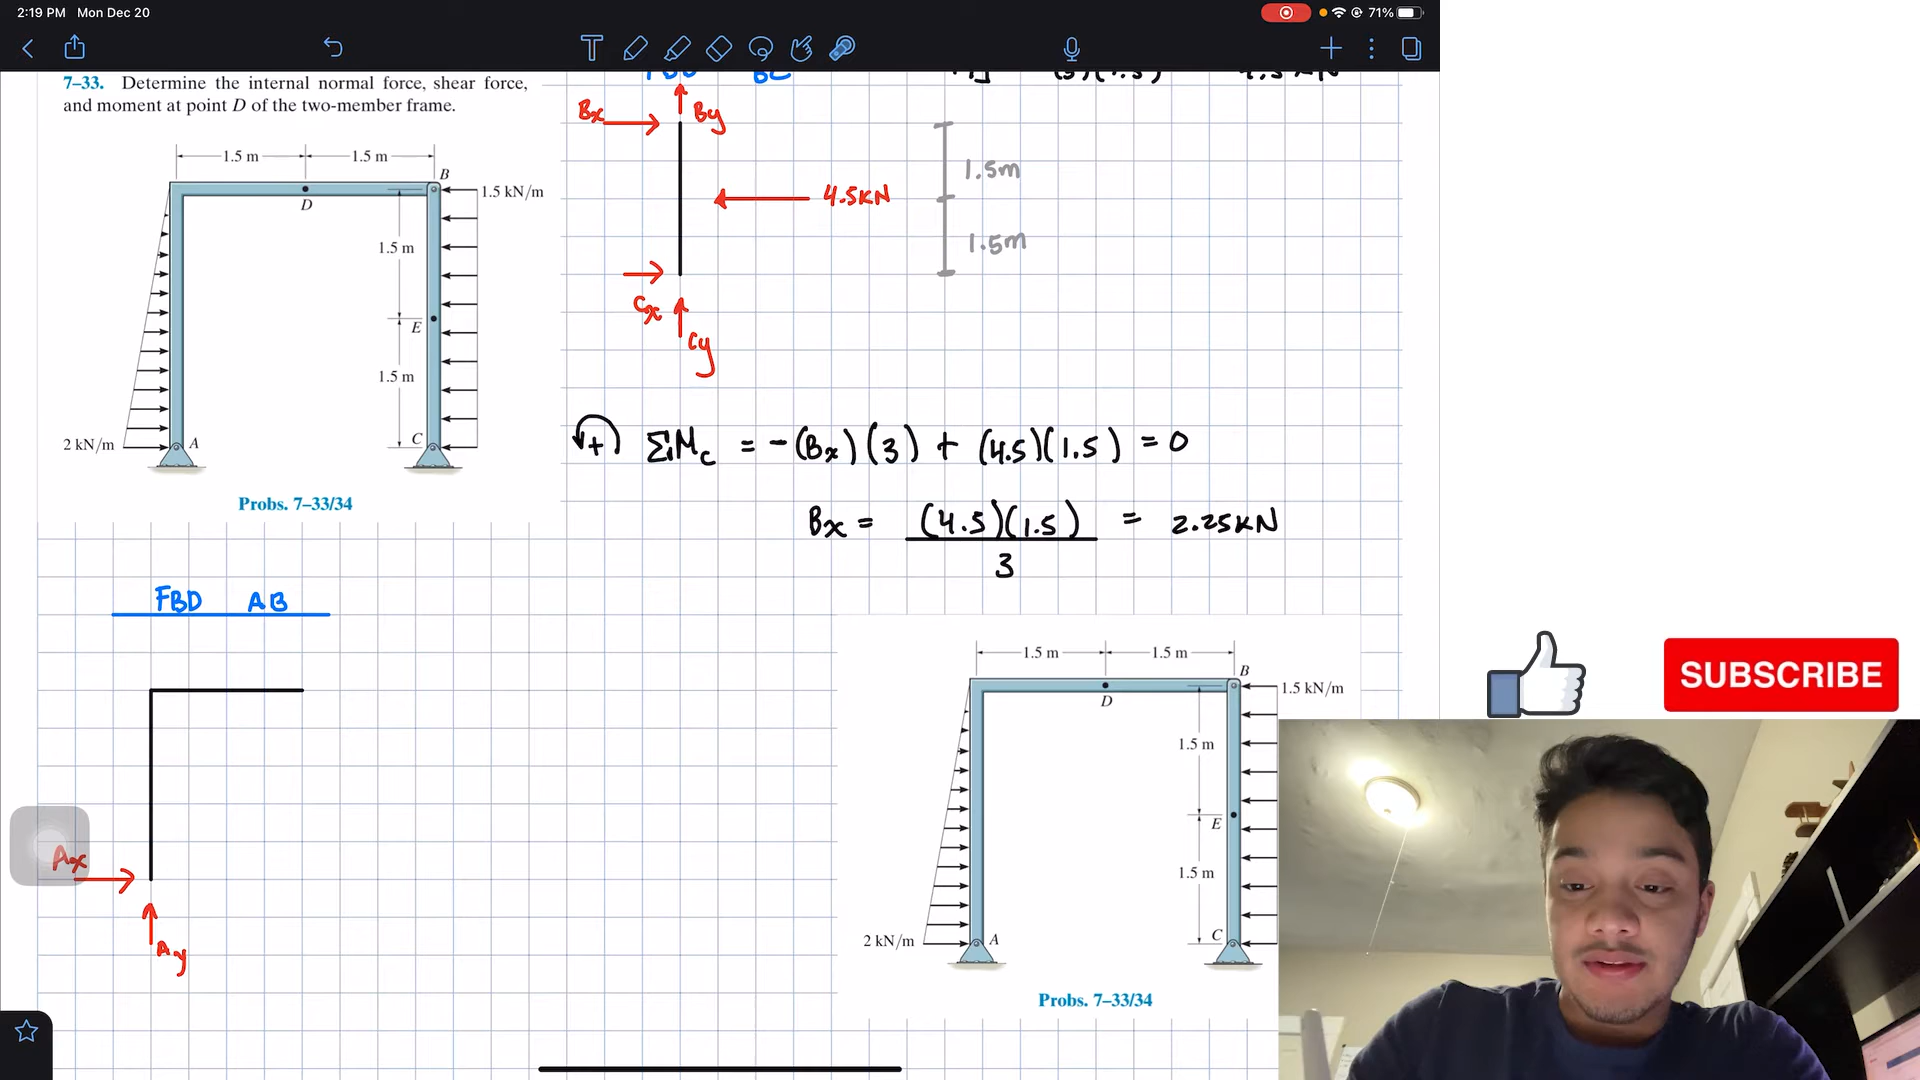 2:19 PM Mon Dec 20
71%
7–33. Determine the internal normal force, shear force,
and moment at point D of the two-member frame.
1.5 m
1.5 m
B
1.5 kN/m
D
1.5 m
E
1.5 m
2 kN/m
A
C
Probs. 7–33/34
Bx
By
4.5KN
1.5m
1.5m
Cx
Cy
+ ΣMc = -(Bx)(3) + (4.5)(1.5) = 0
Bx = (4.5)(1.5) = 2.25KN
3
FBD AB
Ax
Ay
1.5 m
1.5 m
B
1.5 kN/m
D
1.5 m
E
1.5 m
2 kN/m
A
C
Probs. 7–33/34
SUBSCRIBE